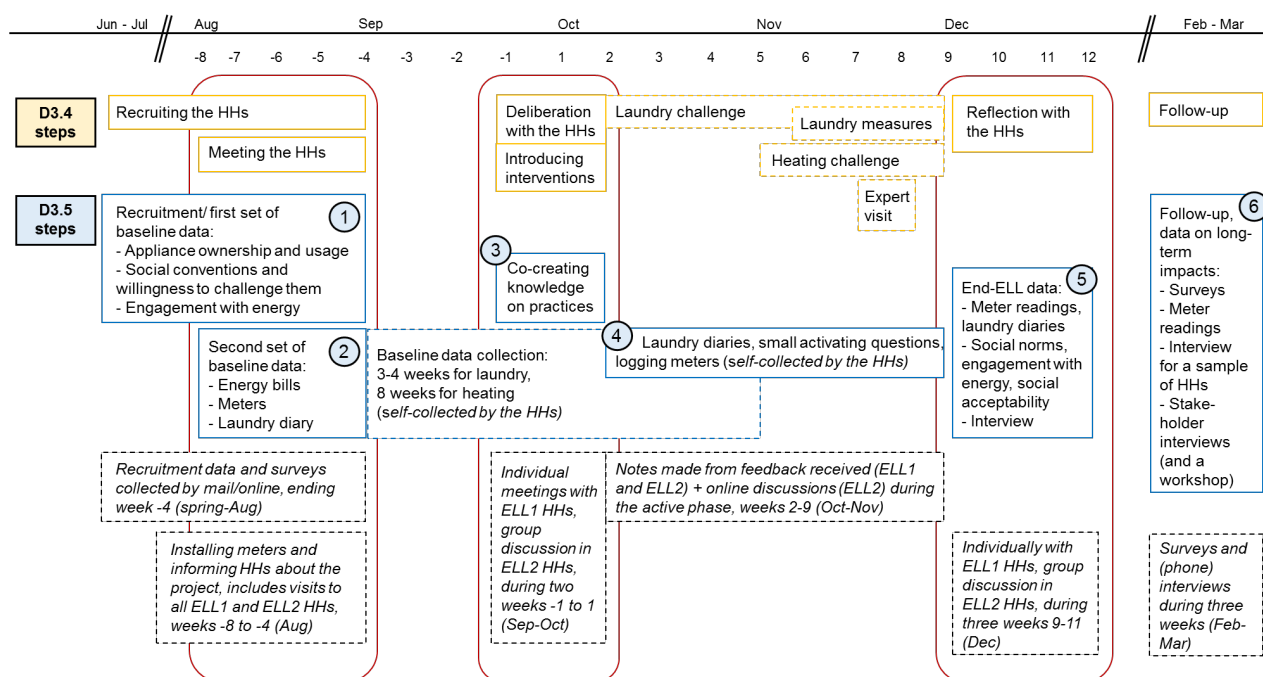 Jun - Jul Aug Sep Oct Nov Dec Feb - Mar
-8 -7 -6 -5 -4 -3 -2 -1 1 2 3 4 5 6 7 8 9 10 11 12
D3.4
steps
Recruiting the HHs
Meeting the HHs
Deliberation
with the HHs
Introducing
interventions
Laundry challenge
Laundry measures
Heating challenge
Expert
visit
Reflection with
the HHs
Follow-up
D3.5
steps
1
Recruitment/ first set of
baseline data:
- Appliance ownership and usage
- Social conventions and
willingness to challenge them
- Engagement with energy
2
Second set of
baseline data:
- Energy bills
- Meters
- Laundry diary
Baseline data collection:
3-4 weeks for laundry,
8 weeks for heating
(self-collected by the HHs)
3
Co-creating
knowledge
on practices
4
Laundry diaries, small activating questions,
logging meters (self-collected by the HHs)
5
End-ELL data:
- Meter readings,
laundry diaries
- Social norms,
engagement with
energy, social
acceptability
- Interview
6
Follow-up,
data on long-
term
impacts:
- Surveys
- Meter
readings
- Interview
for a sample
of HHs
- Stake-
holder
interviews
(and a
workshop)
Recruitment data and surveys
collected by mail/online, ending
week -4 (spring-Aug)
Installing meters and
informing HHs about the
project, includes visits to
all ELL1 and ELL2 HHs,
weeks -8 to -4 (Aug)
Individual
meetings with
ELL1 HHs,
group
discussion in
ELL2 HHs,
during two
weeks -1 to 1
(Sep-Oct)
Notes made from feedback received (ELL1
and ELL2) + online discussions (ELL2) during
the active phase, weeks 2-9 (Oct-Nov)
Individually with
ELL1 HHs, group
discussion in
ELL2 HHs, during
three weeks 9-11
(Dec)
Surveys and
(phone)
interviews
during three
weeks (Feb-
Mar)